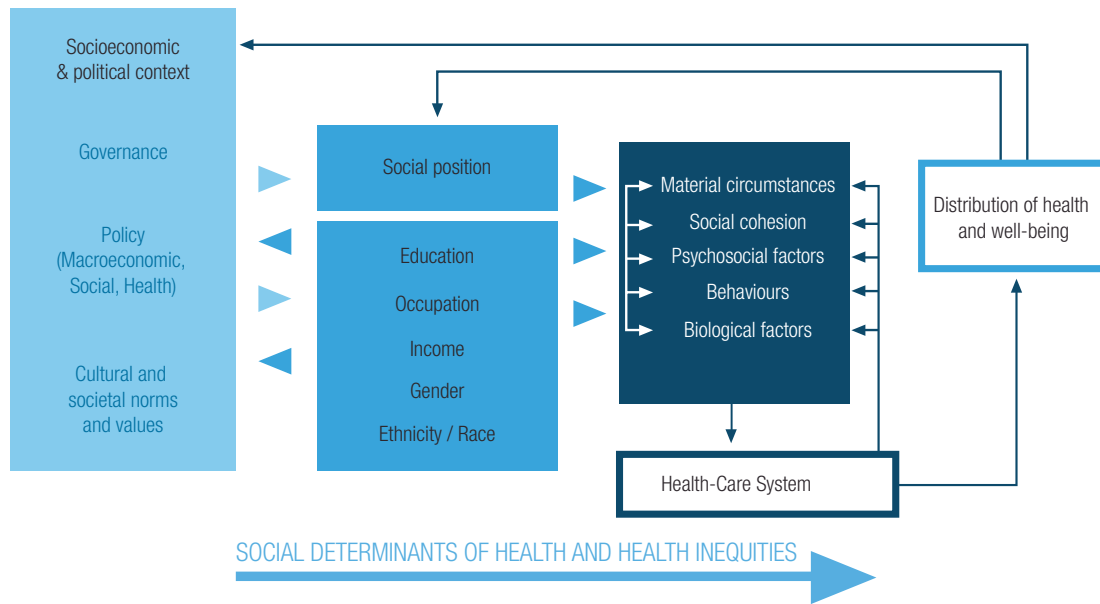 Socioeconomic
& political context
Governance
Policy
(Macroeconomic,
Social, Health)
Cultural and
societal norms
and values
Social position
Education
Occupation
Income
Gender
Ethnicity / Race
Material circumstances
Social cohesion
Psychosocial factors
Behaviours
Biological factors
Health-Care System
Distribution of health
and well-being
SOCIAL DETERMINANTS OF HEALTH AND HEALTH INEQUITIES